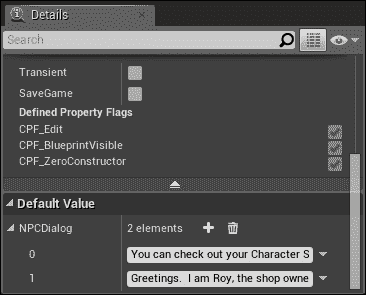 Details
Search
Transient
SaveGame
Defined Property Flags
CPF_Edit
CPF_BlueprintVisible
CPF_ZeroConstructor
Default Value
NPCDialog 2 elements
0 You can check out your Character S
1 Greetings. I am Roy, the shop owne